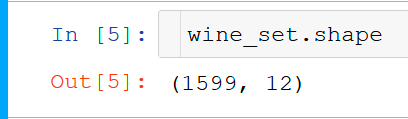 In [5]: wine_set.shape
Out[5]: (1599, 12)